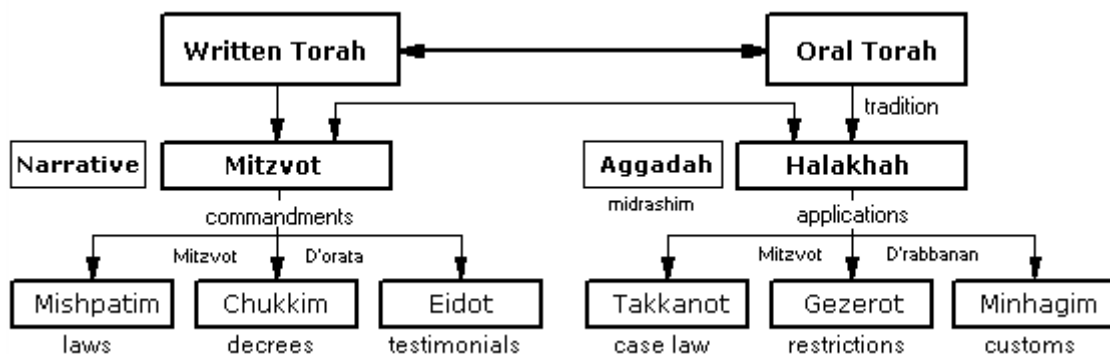 Written Torah
Oral Torah
tradition
Narrative
Mitzvot
Aggadah
Halakhah
midrashim
commandments
applications
Mitzvot
D'orata
Mitzvot
D'rabbanan
Mishpatim
Chukkim
Eidot
Takkanot
Gezerot
Minhagim
laws
decrees
testimonials
case law
restrictions
customs